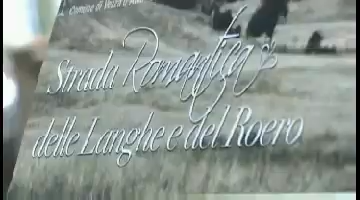 Comune di Vezza d'Alba
Strada Romantica
delle Langhe e del Roero